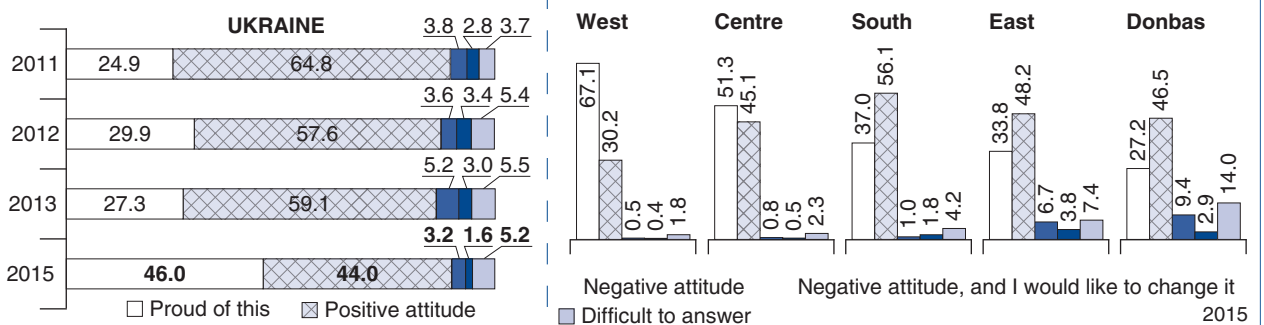 UKRAINE
3.8 2.8 3.7
2011 24.9 64.8
3.6 3.4 5.4
2012 29.9 57.6
5.2 3.0 5.5
2013 27.3 59.1
3.2 1.6 5.2
2015 46.0 44.0
Proud of this Positive attitude
West Centre South East Donbas
67.1 30.2 0.5 0.4 1.8
51.3 45.1 0.8 0.5 2.3
37.0 56.1 1.0 1.8 4.2
33.8 48.2 6.7 3.8 7.4
27.2 46.5 9.4 2.9 14.0
Negative attitude Negative attitude, and I would like to change it
Difficult to answer 2015